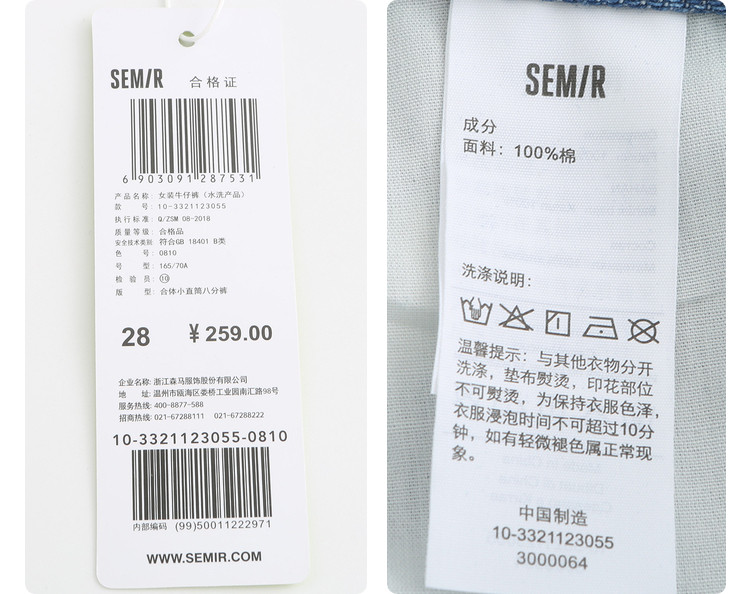 SEMIR 合格证
6 903091 287531
产品名称: 女装牛仔裤（水洗产品）
款 号: 10-3321123055
执行标准: Q/ZSM 08-2018
质量等级: 合格品
安全技术类别: 符合GB 18401 B类
色 号: 0810
号 型: 165/70A
检 验 员: ⑩
版 型: 合体小直筒八分裤
28 ¥ 259.00
企业名称: 浙江森马服饰股份有限公司
地 址: 温州市瓯海区娄桥工业园南汇路98号
服务热线: 400-8877-588
招商热线: 021-67288111 021-67288222
10-3321123055-0810
内部编码 (99)50011222971
WWW.SEMIR.COM
SEMIR
成分
面料: 100%棉
洗涤说明:
温馨提示: 与其他衣物分开
洗涤, 垫布熨烫, 印花部位
不可熨烫, 为保持衣服色泽,
衣服浸泡时间不可超过10分
钟, 如有轻微褪色属正常现
象。
中国制造
10-3321123055
3000064